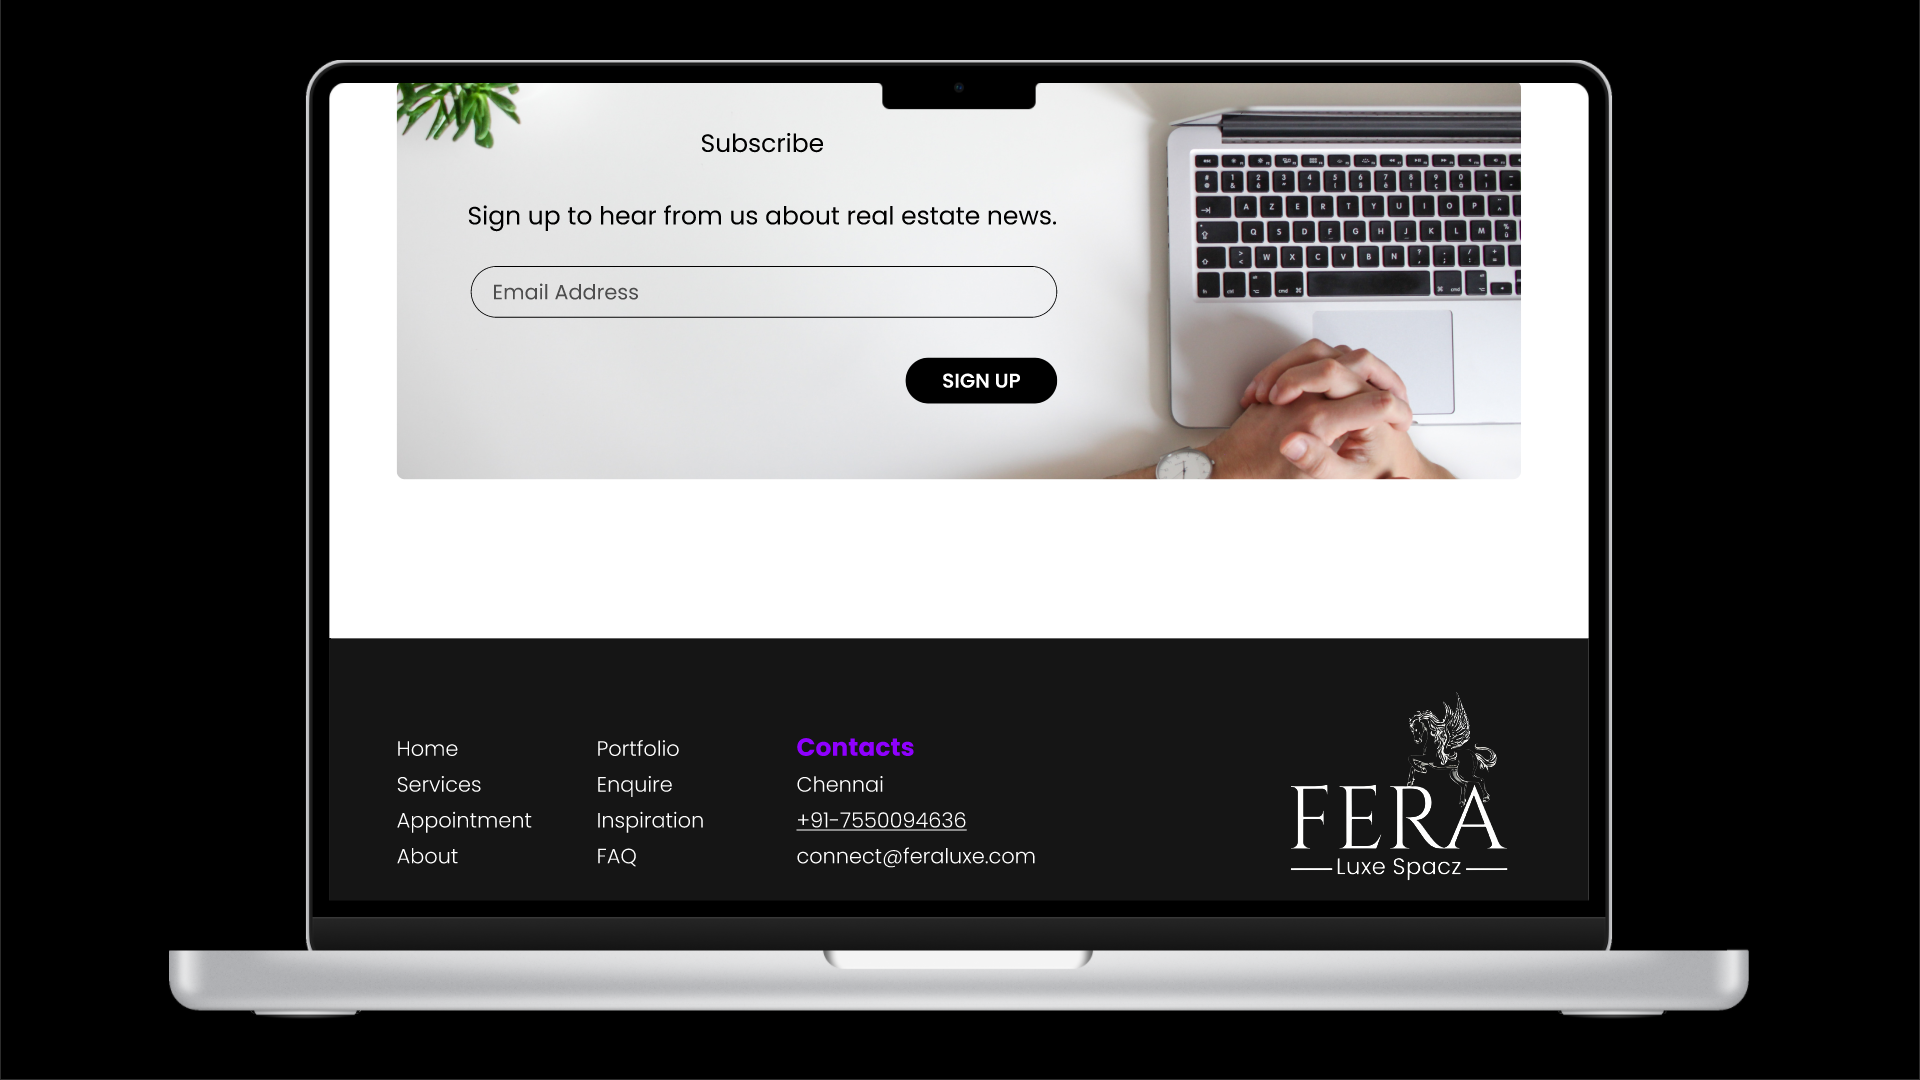 Subscribe
Sign up to hear from us about real estate news.
Email Address
SIGN UP
Home
Services
Appointment
About
Portfolio
Enquire
Inspiration
FAQ
Contacts
Chennai
+91-7550094636
connect@feraluxe.com
FERA
Luxe Spacz